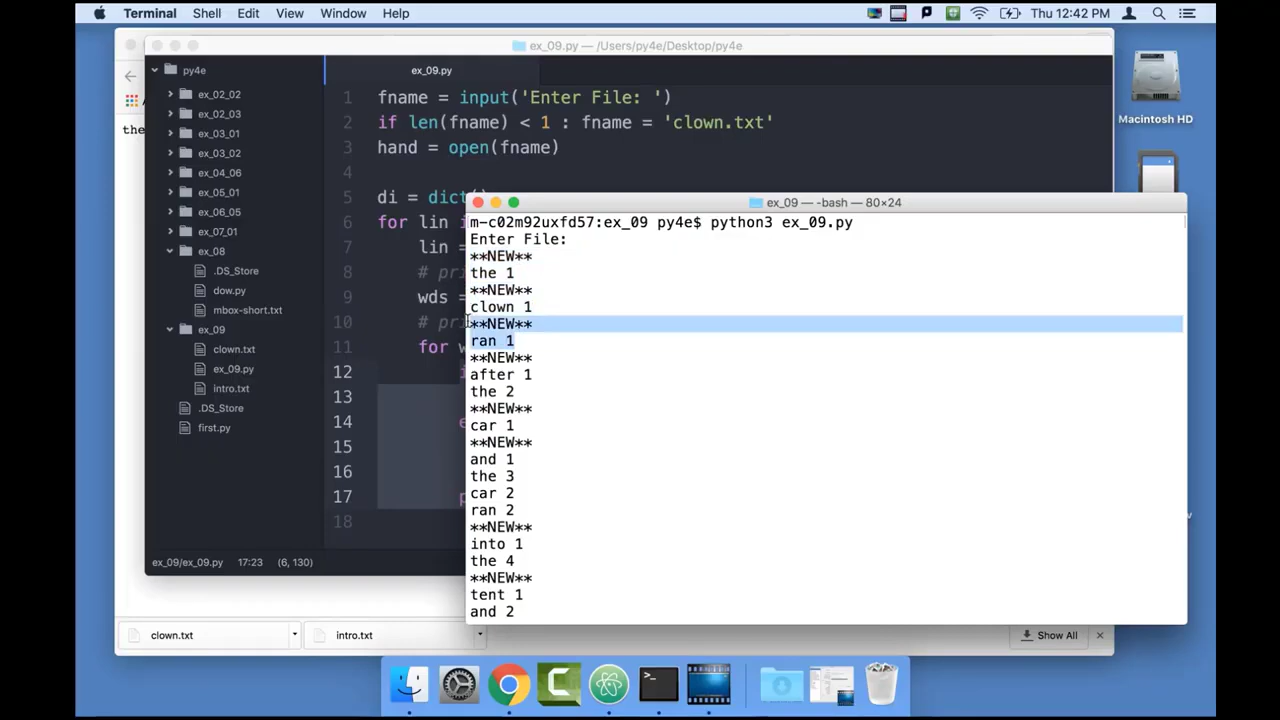 Terminal Shell Edit View Window Help
Thu 12:42 PM
ex_09.py — /Users/py4e/Desktop/py4e
py4e
ex_02_02
ex_02_03
ex_03_01
ex_03_02
ex_04_06
ex_05_01
ex_06_05
ex_07_01
ex_08
.DS_Store
dow.py
mbox-short.txt
ex_09
clown.txt
ex_09.py
intro.txt
.DS_Store
first.py
the
ex_09.py
1 fname = input('Enter File: ')
2 if len(fname) < 1 : fname = 'clown.txt'
3 hand = open(fname)
4
5 di = dict()
6 for lin i
7 lin =
8 # pri
9 wds =
10 # pri
11 for w
12 i
13
14 e
15
16
17 p
18
ex_09/ex_09.py 17:23 (6, 130)
ex_09 — -bash — 80×24
m-c02m92uxfd57:ex_09 py4e$ python3 ex_09.py
Enter File:
**NEW**
the 1
**NEW**
clown 1
**NEW**
ran 1
**NEW**
after 1
the 2
**NEW**
car 1
**NEW**
and 1
the 3
car 2
ran 2
**NEW**
into 1
the 4
**NEW**
tent 1
and 2
Macintosh HD
clown.txt
intro.txt
Show All